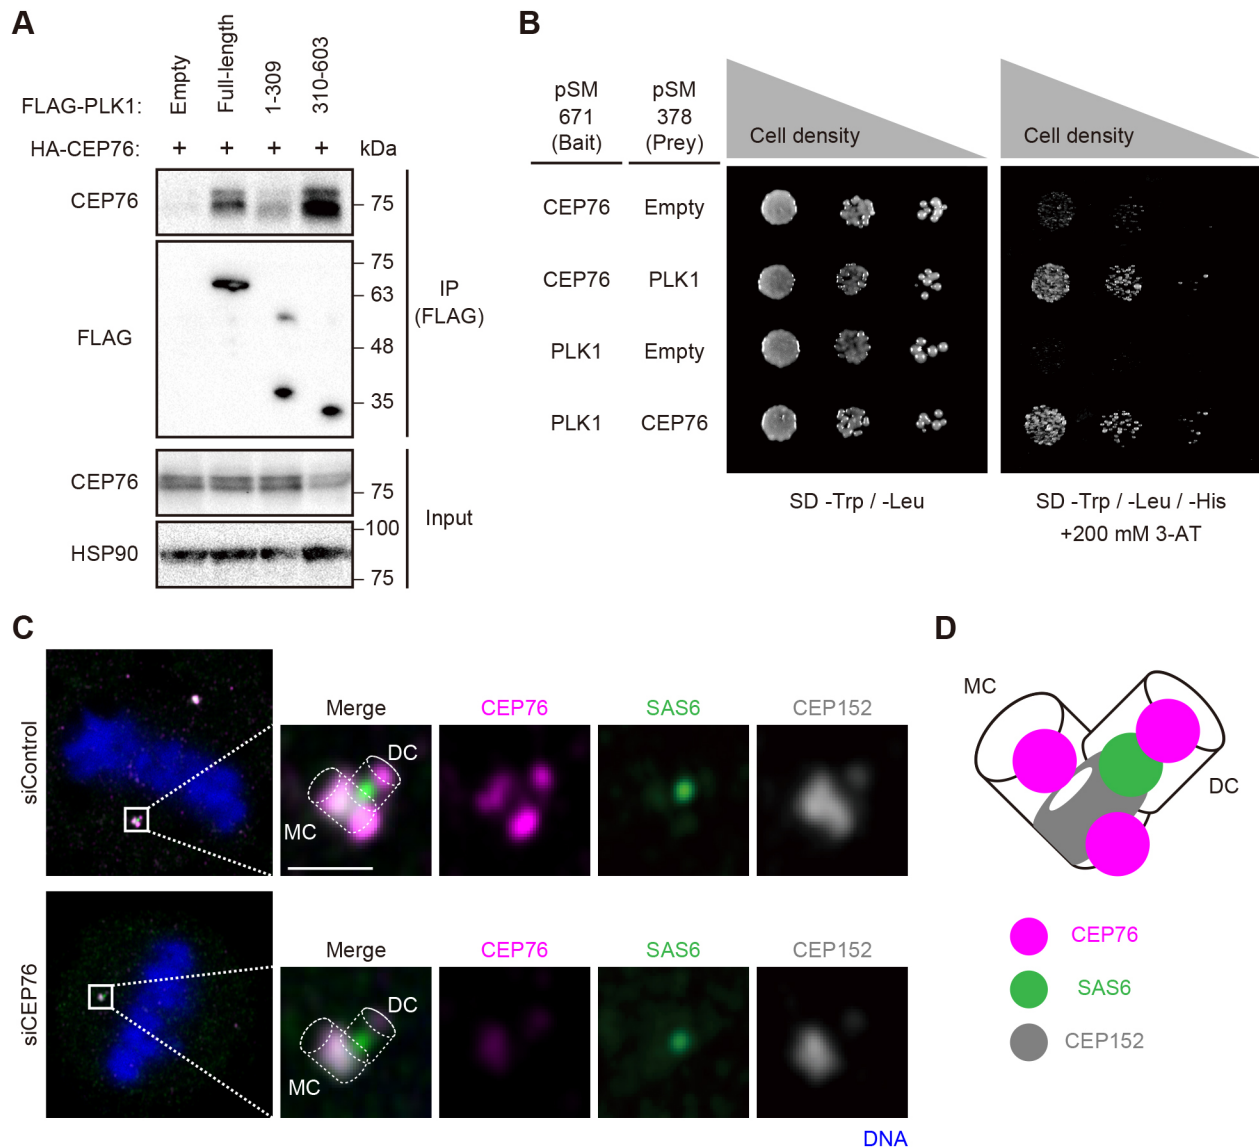 A
FLAG-PLK1:
Empty
Full-length
1-309
310-603
HA-CEP76:
+ + + +
kDa
CEP76
75
FLAG
75
63
48
35
IP
(FLAG)
CEP76
75
HSP90
100
75
Input
B
pSM
671
(Bait)
pSM
378
(Prey)
Cell density
Cell density
CEP76 Empty
CEP76 PLK1
PLK1 Empty
PLK1 CEP76
SD -Trp / -Leu
SD -Trp / -Leu / -His
+200 mM 3-AT
C
siControl
Merge
CEP76
SAS6
CEP152
DC
MC
siCEP76
Merge
CEP76
SAS6
CEP152
DC
MC
DNA
D
MC
DC
CEP76
SAS6
CEP152